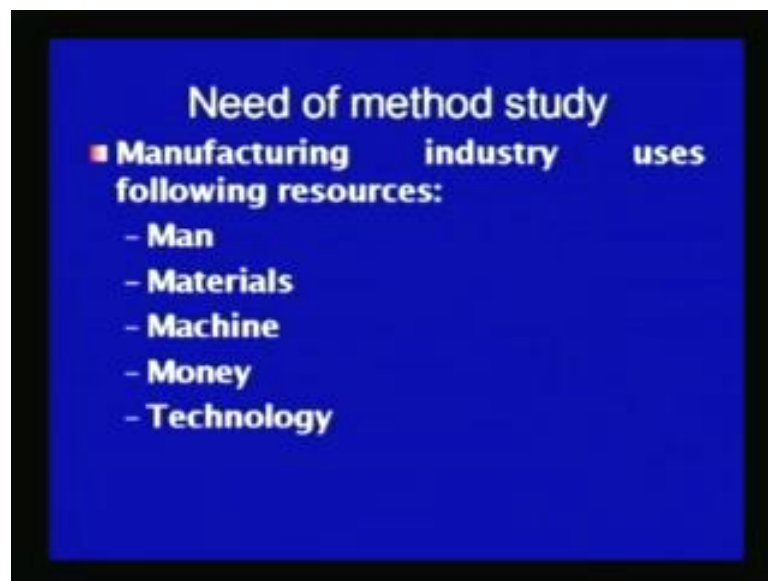 Need of method study
Manufacturing industry uses
following resources:
– Man
– Materials
– Machine
– Money
– Technology